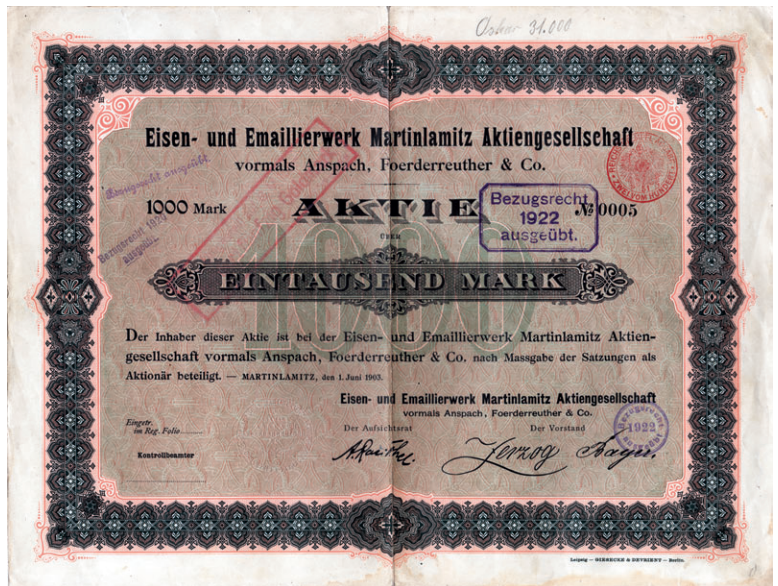 Oskar 31.000
Eisen- und Emaillierwerk Martinlamitz Aktiengesellschaft
vormals Anspach, Foerderreuther & Co.
Bezugsrecht ausgeübt
1000 Mark
AKTIE
Bezugsrecht
1922
ausgeübt.
№ 0005
ÜBER
Bezugsrecht 192
ausgeübt.
1000
EINTAUSEND MARK
Der Inhaber dieser Aktie ist bei der Eisen- und Emaillierwerk Martinlamitz Aktien-
gesellschaft vormals Anspach, Foerderreuther & Co. nach Massgabe der Satzungen als
Aktionär beteiligt. — MARTINLAMITZ, den 1. Juni 1903.
Eisen- und Emaillierwerk Martinlamitz Aktiengesellschaft
vormals Anspach, Foerderreuther & Co.
Eingetr.
im Reg. Folio
Der Aufsichtsrat
Der Vorstand
Bezugsrecht
1922
ausgeübt
Kontrollbeamter
Herzog
Leipzig — GIESECKE & DEVRIENT — Berlin.